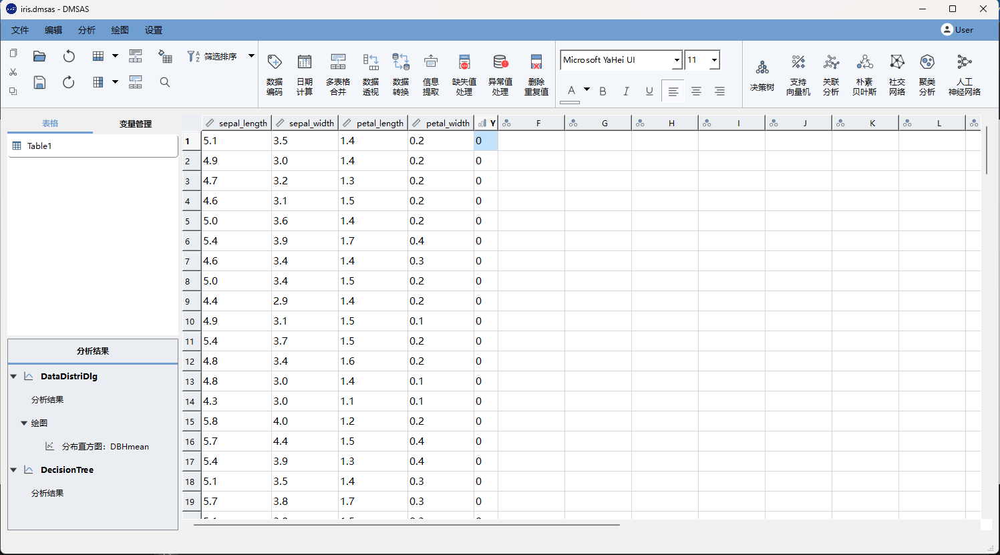 iris.dmsas - DMSAS
文件 编辑 分析 绘图 设置 User
筛选排序
数据编码 日期计算 多表格合并 数据透视 数据转换 信息提取 缺失值处理 异常值处理 删除重复值
Microsoft YaHei UI 11
A B I U
决策树 支持向量机 关联分析 朴素贝叶斯 社交网络 聚类分析 人工神经网络
表格 变量管理
Table1
分析结果
DataDistriDlg
分析结果
绘图
分布直方图：DBHmean
DecisionTree
分析结果
sepal_length sepal_width petal_length petal_width Y F G H I J K L
1 5.1 3.5 1.4 0.2 0
2 4.9 3.0 1.4 0.2 0
3 4.7 3.2 1.3 0.2 0
4 4.6 3.1 1.5 0.2 0
5 5.0 3.6 1.4 0.2 0
6 5.4 3.9 1.7 0.4 0
7 4.6 3.4 1.4 0.3 0
8 5.0 3.4 1.5 0.2 0
9 4.4 2.9 1.4 0.2 0
10 4.9 3.1 1.5 0.1 0
11 5.4 3.7 1.5 0.2 0
12 4.8 3.4 1.6 0.2 0
13 4.8 3.0 1.4 0.1 0
14 4.3 3.0 1.1 0.1 0
15 5.8 4.0 1.2 0.2 0
16 5.7 4.4 1.5 0.4 0
17 5.4 3.9 1.3 0.4 0
18 5.1 3.5 1.4 0.3 0
19 5.7 3.8 1.7 0.3 0